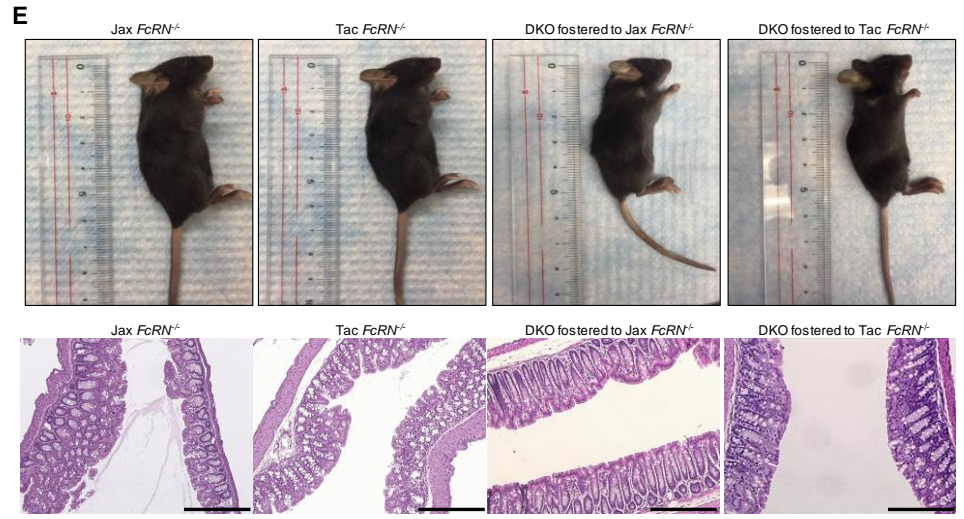 E
Jax FcRN-/-
Tac FcRN-/-
DKO fostered to Jax FcRN-/-
DKO fostered to Tac FcRN-/-
Jax FcRN-/-
Tac FcRN-/-
DKO fostered to Jax FcRN-/-
DKO fostered to Tac FcRN-/-